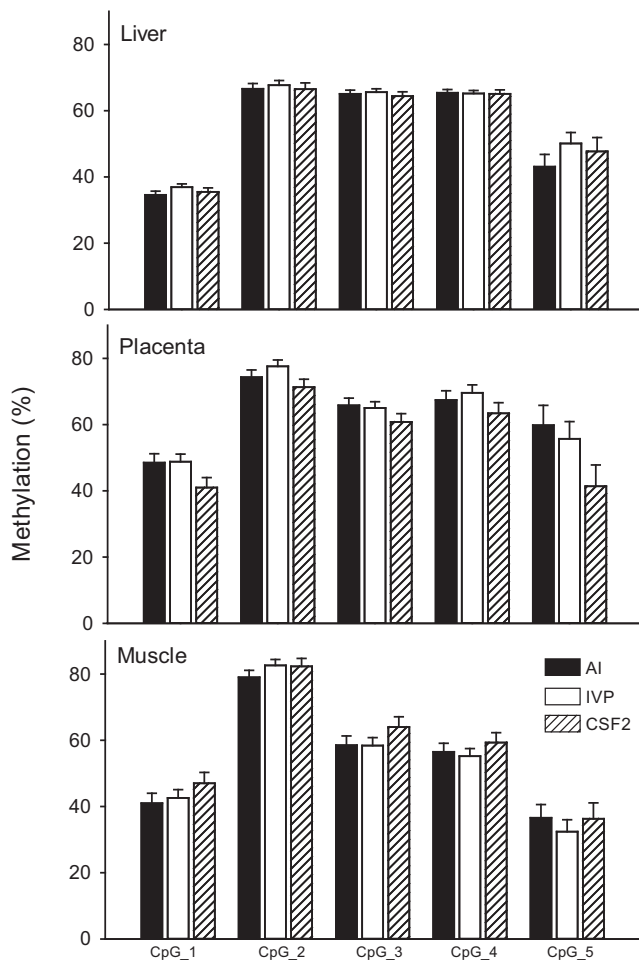 Liver
80
60
40
20
0
Placenta
80
60
40
20
0
Methylation (%)
Muscle
80
60
40
20
0
AI
IVP
CSF2
CpG_1 CpG_2 CpG_3 CpG_4 CpG_5